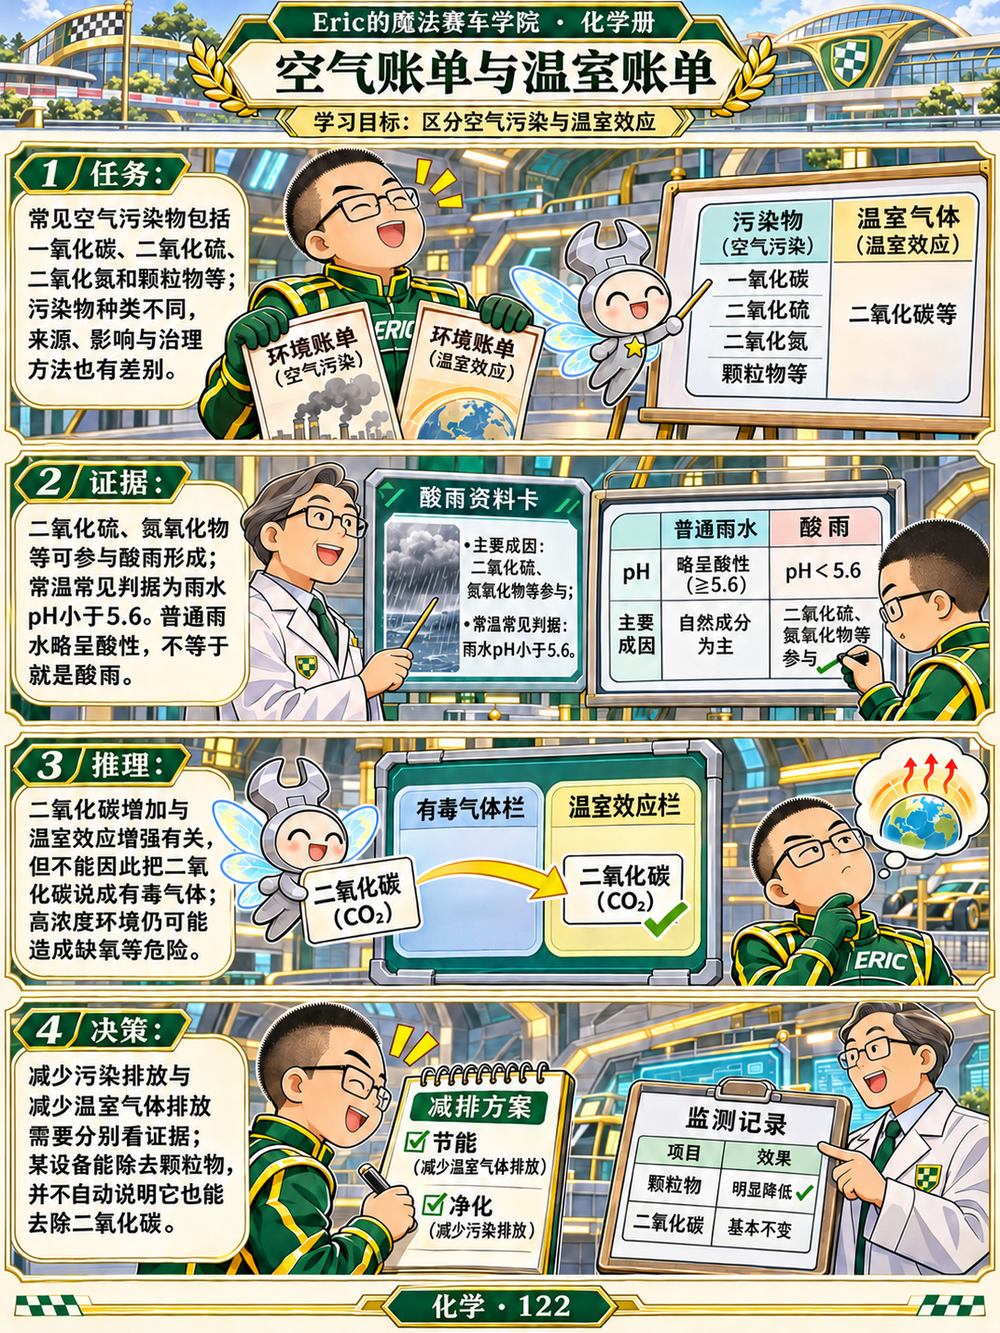 Eric的魔法赛车学院 · 化学册
空气账单与温室账单
学习目标：区分空气污染与温室效应
1 任务：
常见空气污染物包括
一氧化碳、二氧化硫、
二氧化氮和颗粒物等；
污染物种类不同，
来源、影响与治理
方法也有差别。
ERIC
环境账单
（空气污染）
环境账单
（温室效应）
污染物
（空气污染）
温室气体
（温室效应）
一氧化碳
二氧化硫
二氧化氮
颗粒物等
二氧化碳等
2 证据：
二氧化硫、氮氧化物
等可参与酸雨形成；
常温常见判据为雨水
pH小于5.6。普通雨
水略呈酸性，不等于
就是酸雨。
酸雨资料卡
•主要成因：
二氧化硫、
氮氧化物等参与；
•常温常见判据：
雨水pH小于5.6。
普通雨水
酸 雨
pH
略呈酸性
（≧5.6）
pH＜5.6
主要
成因
自然成分
为主
二氧化硫、
氮氧化物等
参与
3 推理：
二氧化碳增加与
温室效应增强有关，
但不能因此把二氧
化碳说成有毒气体；
高浓度环境仍可能
造成缺氧等危险。
有毒气体栏
温室效应栏
二氧化碳
（CO₂）
二氧化碳
（CO₂）
ERIC
4 决策：
减少污染排放与
减少温室气体排放
需要分别看证据；
某设备能除去颗粒物，
并不自动说明它也能
去除二氧化碳。
减排方案
节能
（减少温室气体排放）
净化
（减少污染排放）
监测记录
项目
效果
颗粒物
明显降低
二氧化碳
基本不变
化学 · 122